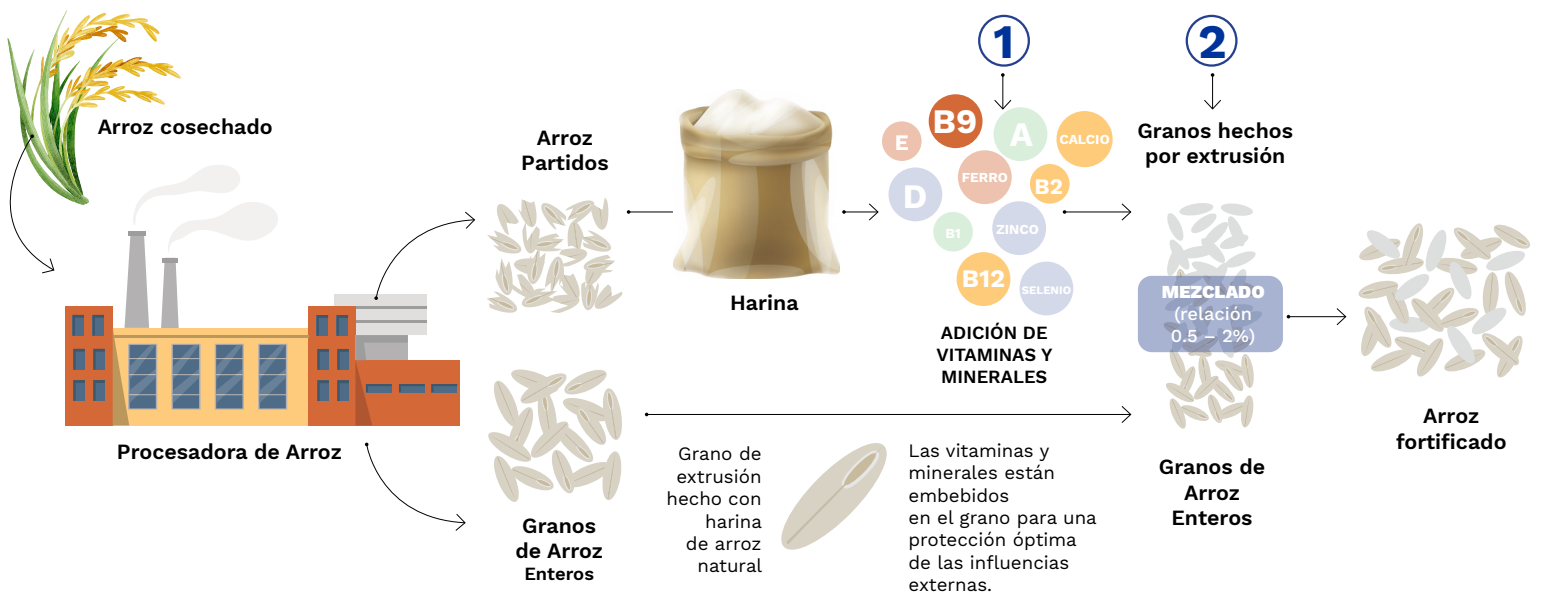 Arroz cosechado
Procesadora de Arroz
Arroz
Partidos
Granos
de Arroz
Enteros
Harina
1
E
B9
A
CALCIO
D
FERRO
B2
B1
ZINCO
B12
SELENIO
ADICIÓN DE
VITAMINAS Y
MINERALES
2
Granos hechos
por extrusión
MEZCLADO
(relación
0.5 – 2%)
Granos de
Arroz
Enteros
Grano de
extrusión
hecho con
harina
de arroz
natural
Las vitaminas y
minerales están
embebidos
en el grano para una
protección óptima
de las influencias
externas.
Arroz
fortificado